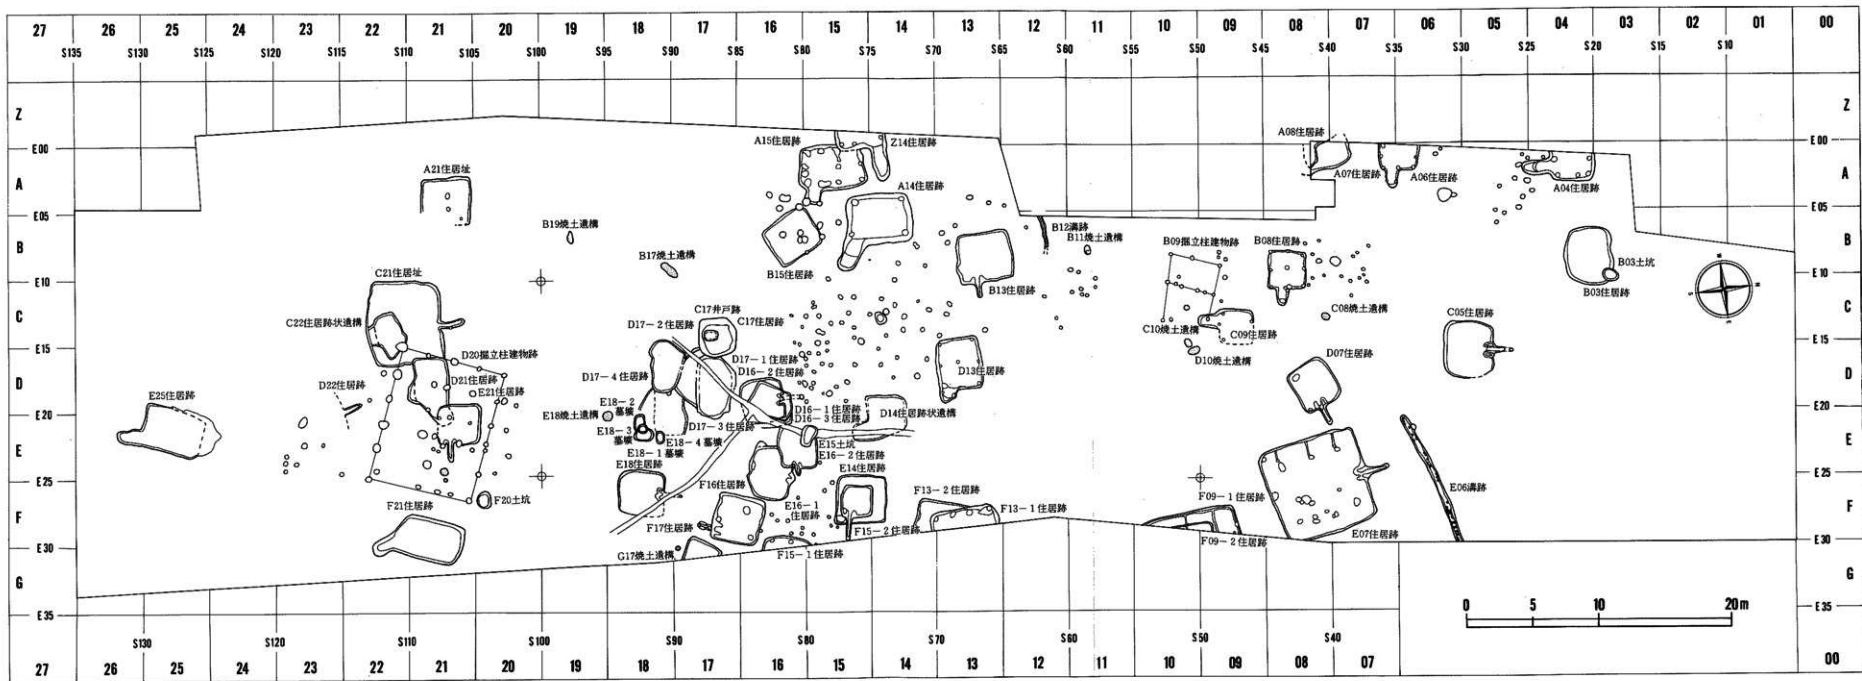 27 26 25 24 23 22 21 20 19 18 17 16 15 14 13 12 11 10 09 08 07 06 05 04 03 02 01 00
S135 S130 S125 S120 S115 S110 S105 S100 S95 S90 S85 S80 S75 S70 S65 S60 S55 S50 S45 S40 S35 S30 S25 S20 S15 S10
Z Z
E00 E00
A08住居跡
A15住居跡 Z14住居跡
A21住居址
A A
A07住居跡 A06住居跡
A14住居跡
A04住居跡
E05 E05
B19焼土遺構
B12溝跡
B11焼土遺構
B09掘立柱建物跡 B08住居跡
B B
B17焼土遺構
C21住居址
B15住居跡
B03土坑
E10 E10
B13住居跡
B03住居跡
C22住居跡状遺構
C17井戸跡
D17-2住居跡 C17住居跡
C08焼土遺構
C05住居跡
C C
C10焼土遺構 C09住居跡
E15 E15
D20掘立柱建物跡
D17-1住居跡
D16-2住居跡
D10焼土遺構
D07住居跡
D17-4住居跡
D21住居跡
D13住居跡
D D
D22住居跡
E21住居跡
E25住居跡
E18-2墓壙
D16-1住居跡
D16-3住居跡
D14住居跡状遺構
E20 E20
E18焼土遺構
E18-3墓壙
D17-3住居跡
E18-4墓壙
E15土坑
E18-1墓壙
E16-2住居跡
E E
E18住居跡
E14住居跡
E25 E25
F16住居跡
F13-2住居跡
E06溝跡
F20土坑
E16-1住居跡
F13-1住居跡
F09-1住居跡
F21住居跡
F F
F17住居跡
F15-2住居跡
E07住居跡
F09-2住居跡
E30 E30
G17焼土遺構
F15-1住居跡
G G
0 5 10 20m
E35 E35
S130 S120 S110 S100 S90 S80 S70 S60 S50 S40
27 26 25 24 23 22 21 20 19 18 17 16 15 14 13 12 11 10 09 08 07 00